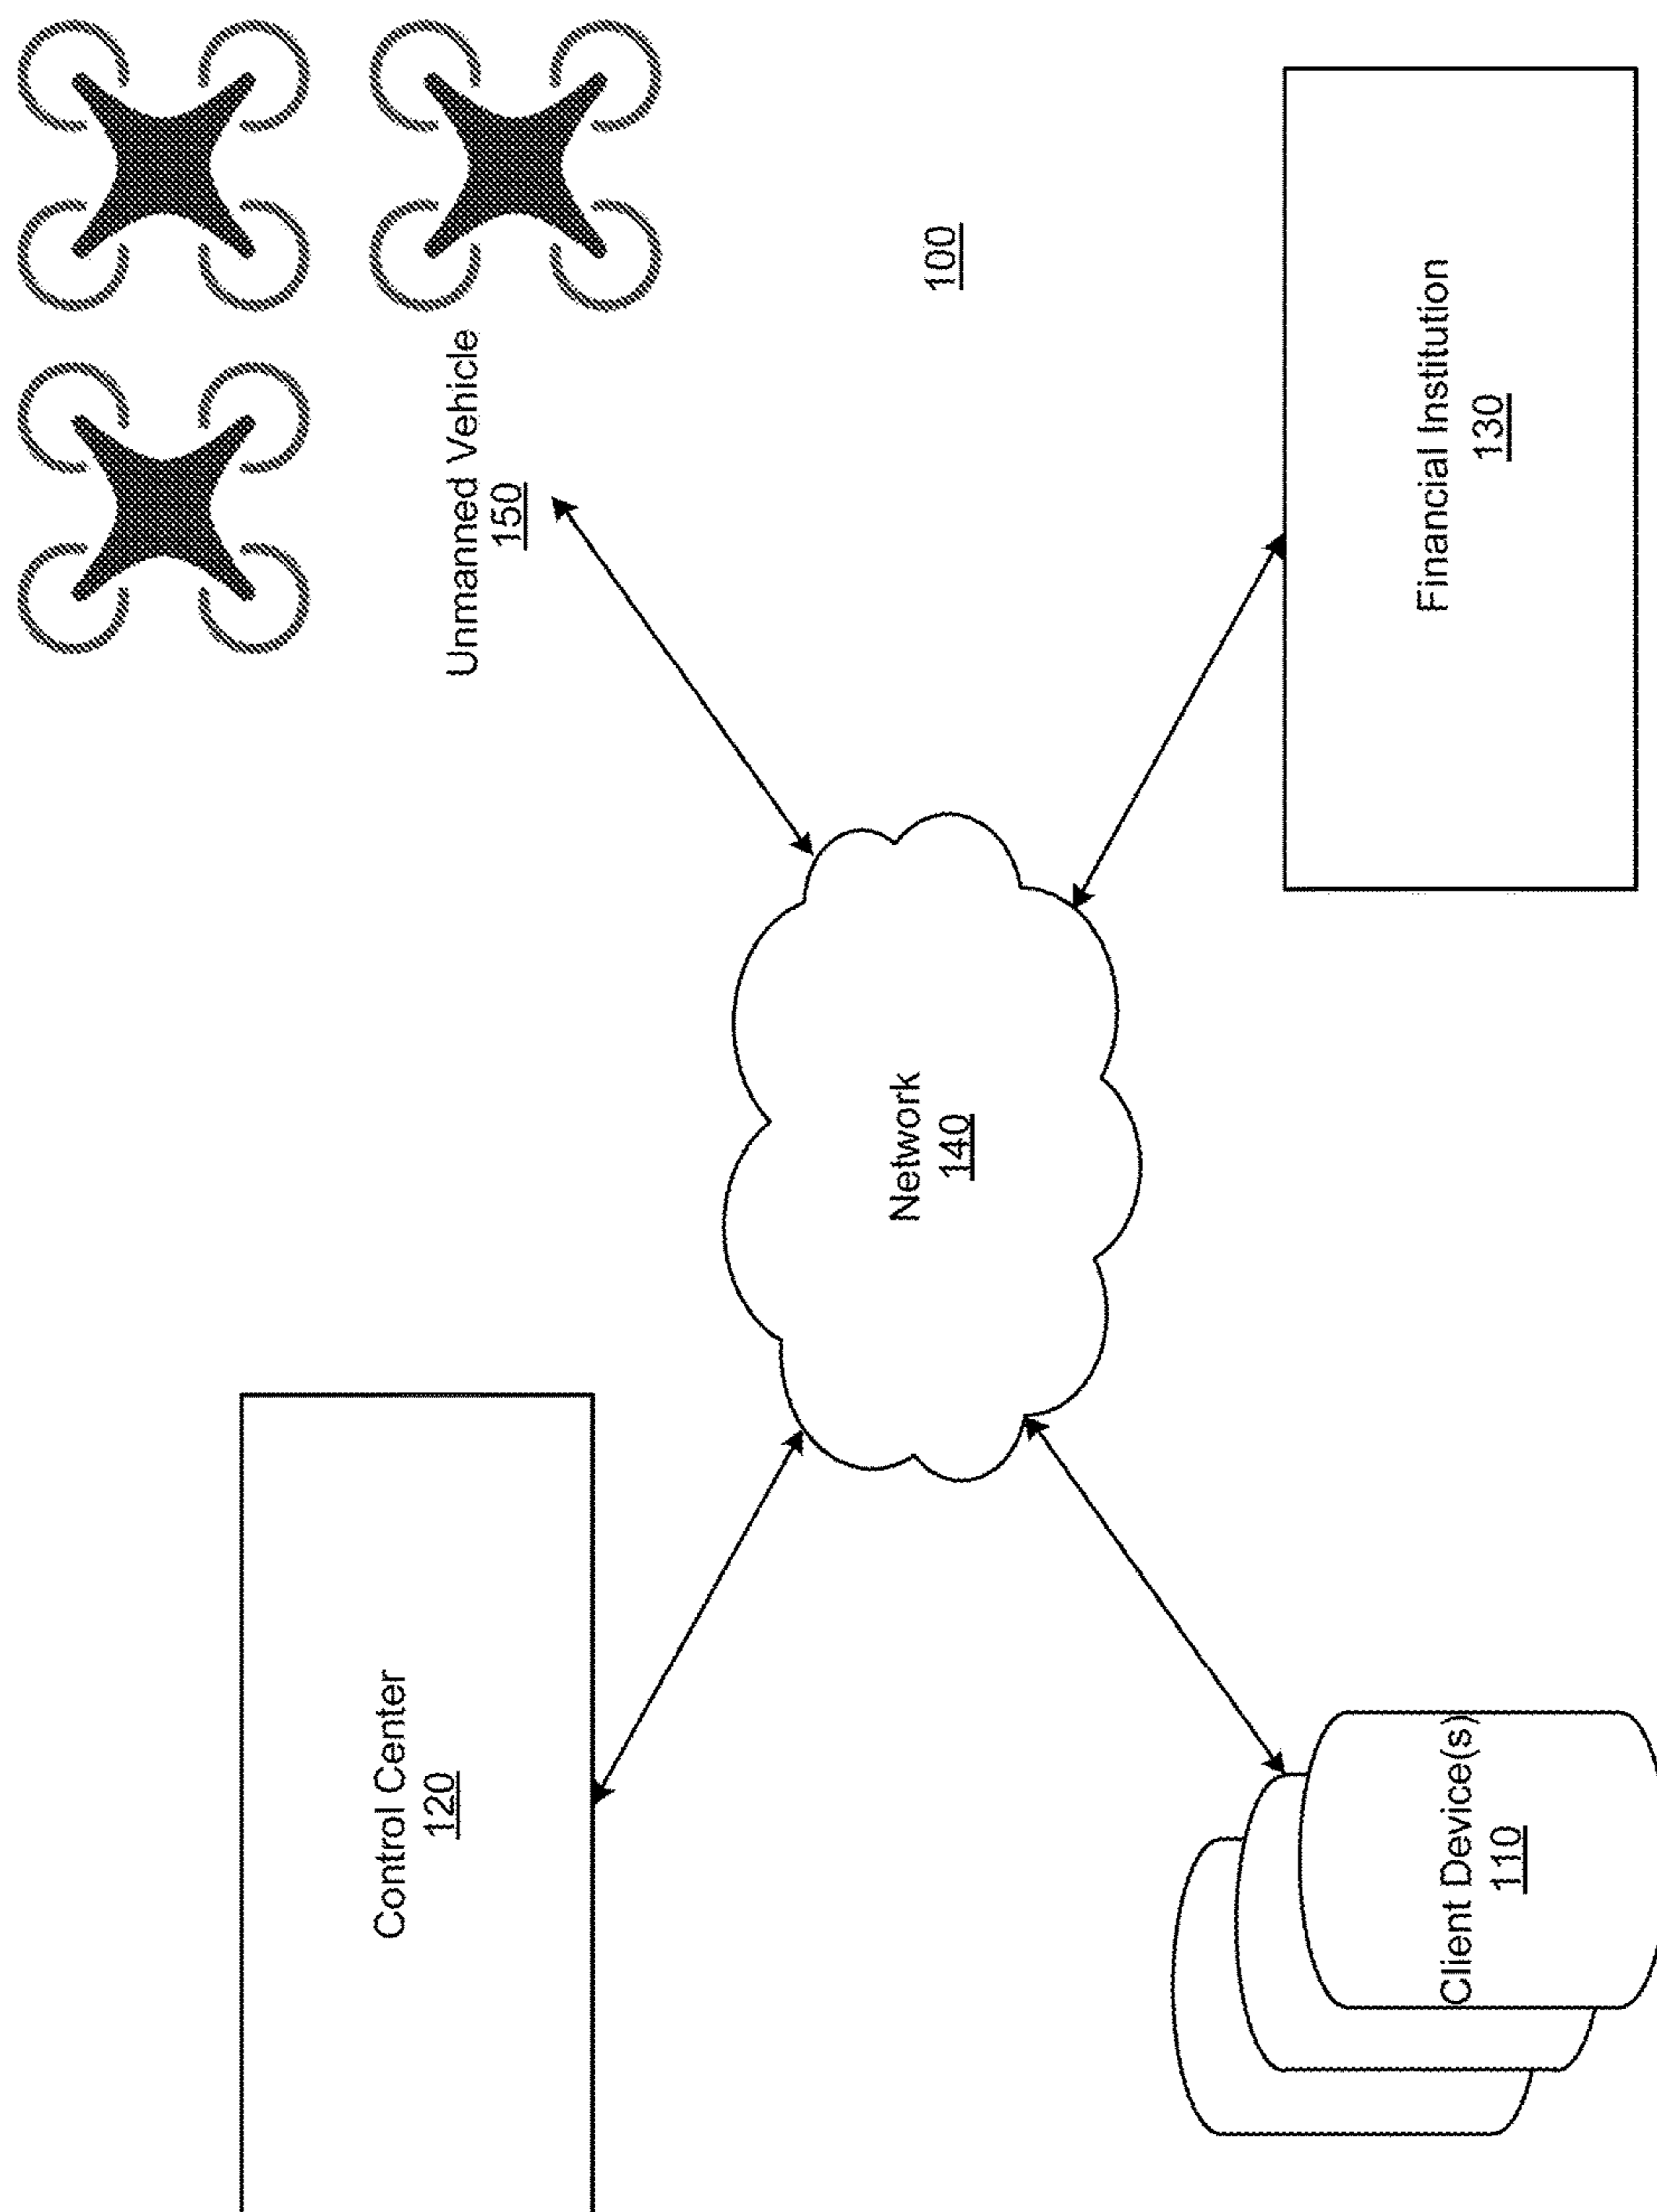 Control Center
120
Unmanned Vehicle
150
Network
140
100
Client Device(s)
110
Financial Institution
130